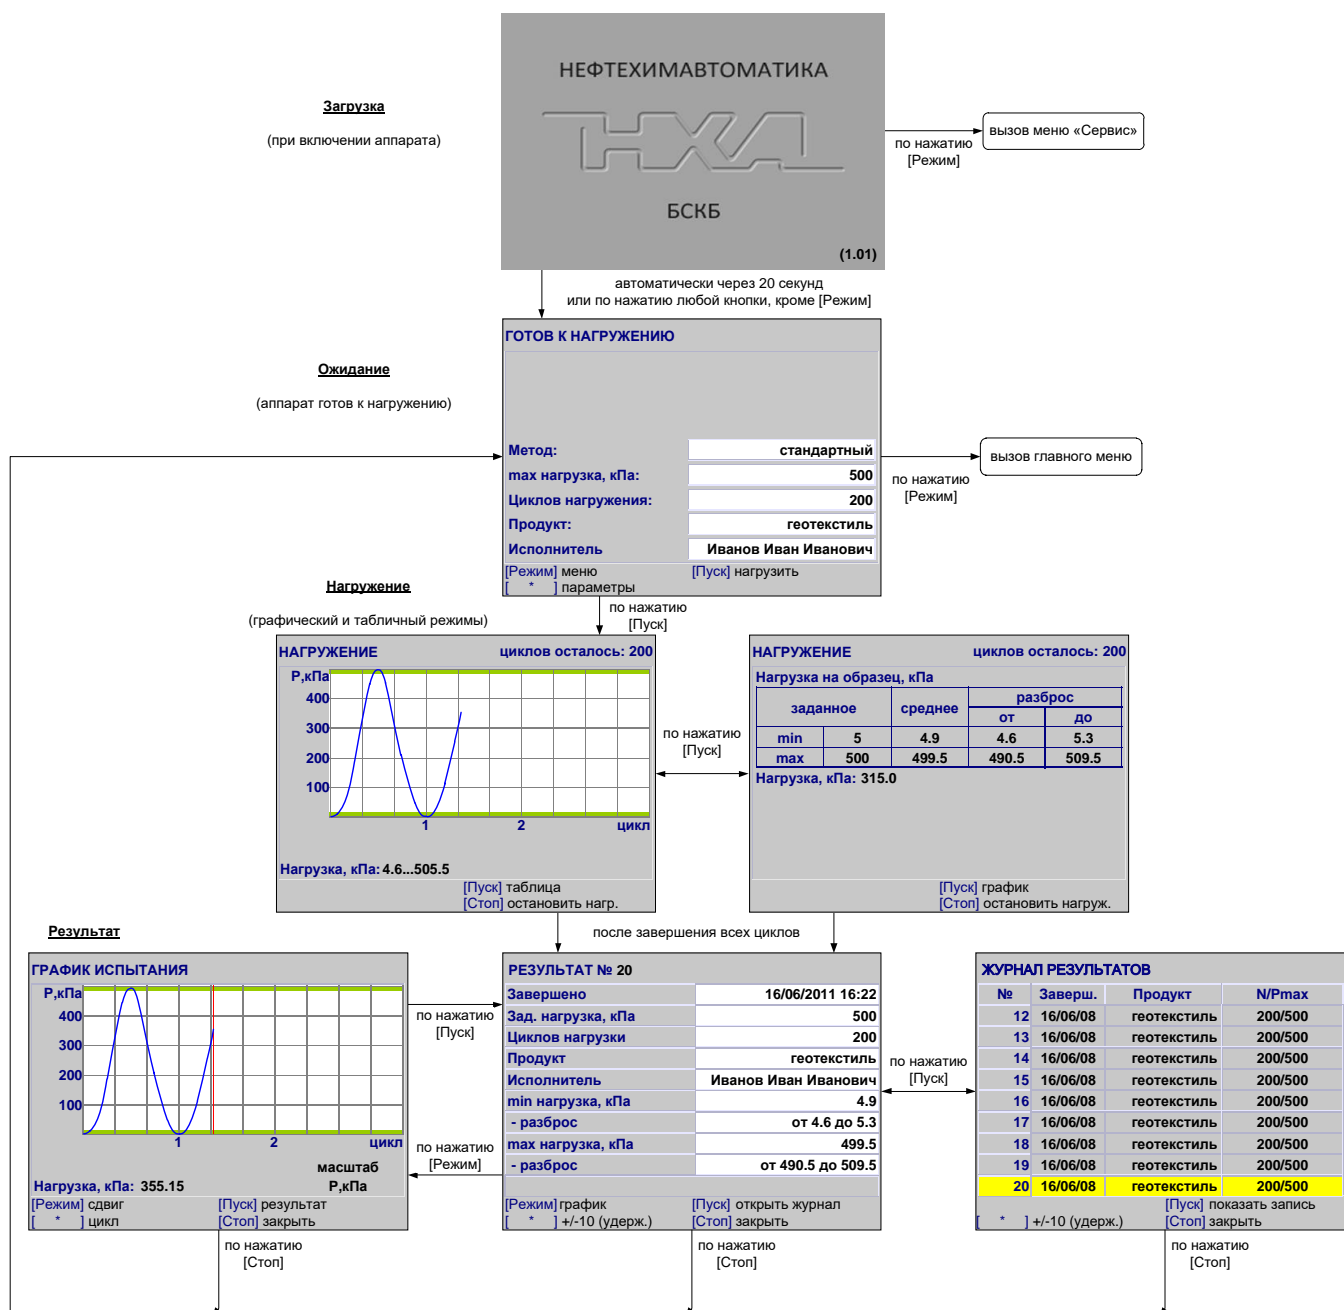 НЕФТЕХИМАВТОМАТИКА
НХА
БСКБ
(1.01)
Загрузка
(при включении аппарата)
по нажатию
[Режим]
вызов меню «Сервис»
автоматически через 20 секунд
или по нажатию любой кнопки, кроме [Режим]
Ожидание
(аппарат готов к нагружению)
ГОТОВ К НАГРУЖЕНИЮ
Метод: стандартный
max нагрузка, кПа: 500
Циклов нагружения: 200
Продукт: геотекстиль
Исполнитель Иванов Иван Иванович
[Режим] меню [Пуск] нагрузить
[ * ] параметры
по нажатию
[Режим]
вызов главного меню
Нагружение
(графический и табличный режимы)
по нажатию
[Пуск]
НАГРУЖЕНИЕ циклов осталось: 200
P,кПа
400
300
200
100
1 2 цикл
Нагрузка, кПа: 4.6...505.5
[Пуск] таблица
[Стоп] остановить нагр.
по нажатию
[Пуск]
НАГРУЖЕНИЕ циклов осталось: 200
Нагрузка на образец, кПа
заданное среднее разброс
от до
min 5 4.9 4.6 5.3
max 500 499.5 490.5 509.5
Нагрузка, кПа: 315.0
[Пуск] график
[Стоп] остановить нагруж.
после завершения всех циклов
Результат
ГРАФИК ИСПЫТАНИЯ
P,кПа
400
300
200
100
1 2 цикл
масштаб
Нагрузка, кПа: 355.15 P,кПа
[Режим] сдвиг [Пуск] результат
[ * ] цикл [Стоп] закрыть
по нажатию
[Пуск]
по нажатию
[Режим]
РЕЗУЛЬТАТ № 20
Завершено 16/06/2011 16:22
Зад. нагрузка, кПа 500
Циклов нагрузки 200
Продукт геотекстиль
Исполнитель Иванов Иван Иванович
min нагрузка, кПа 4.9
- разброс от 4.6 до 5.3
max нагрузка, кПа 499.5
- разброс от 490.5 до 509.5
[Режим] график [Пуск] открыть журнал
[ * ] +/-10 (удерж.) [Стоп] закрыть
по нажатию
[Пуск]
ЖУРНАЛ РЕЗУЛЬТАТОВ
№ Заверш. Продукт N/Pmax
12 16/06/08 геотекстиль 200/500
13 16/06/08 геотекстиль 200/500
14 16/06/08 геотекстиль 200/500
15 16/06/08 геотекстиль 200/500
16 16/06/08 геотекстиль 200/500
17 16/06/08 геотекстиль 200/500
18 16/06/08 геотекстиль 200/500
19 16/06/08 геотекстиль 200/500
20 16/06/08 геотекстиль 200/500
[Пуск] показать запись
[ * ] +/-10 (удерж.) [Стоп] закрыть
по нажатию
[Стоп]
по нажатию
[Стоп]
по нажатию
[Стоп]